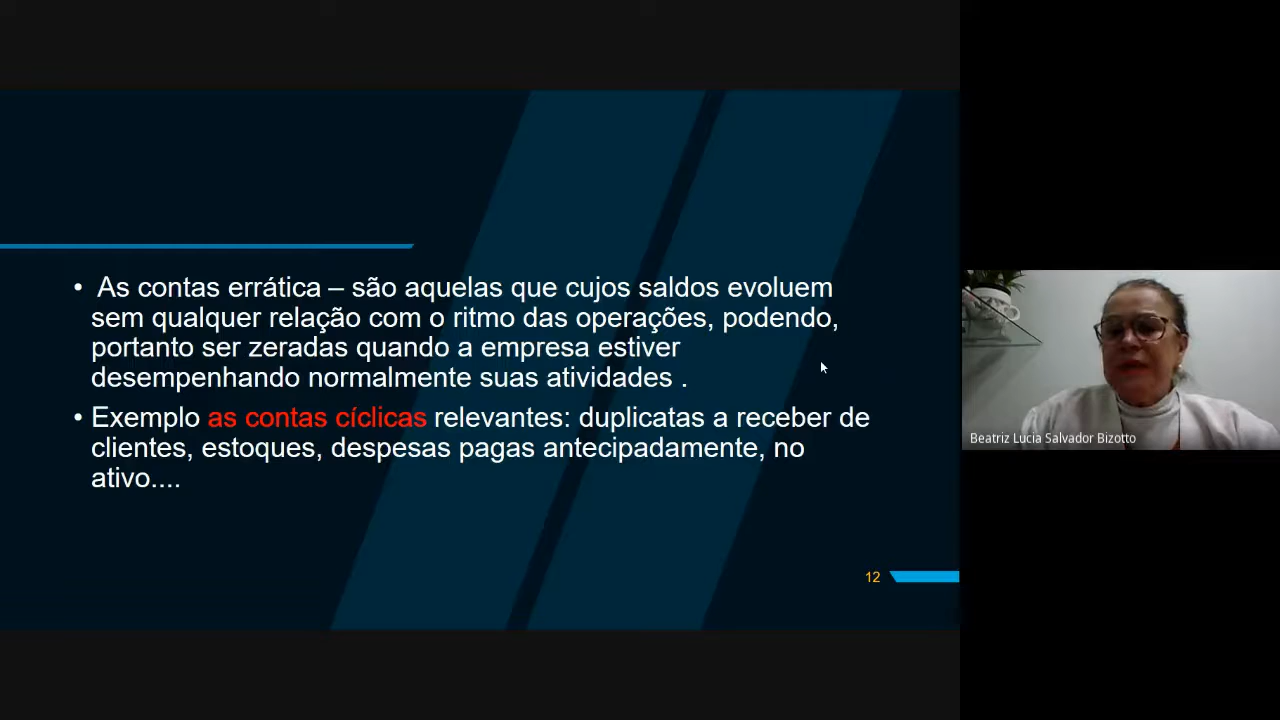 • As contas errática – são aquelas que cujos saldos evoluem
sem qualquer relação com o ritmo das operações, podendo,
portanto ser zeradas quando a empresa estiver
desempenhando normalmente suas atividades .
• Exemplo as contas cíclicas relevantes: duplicatas a receber de
clientes, estoques, despesas pagas antecipadamente, no
ativo....
12
Beatriz Lucia Salvador Bizotto